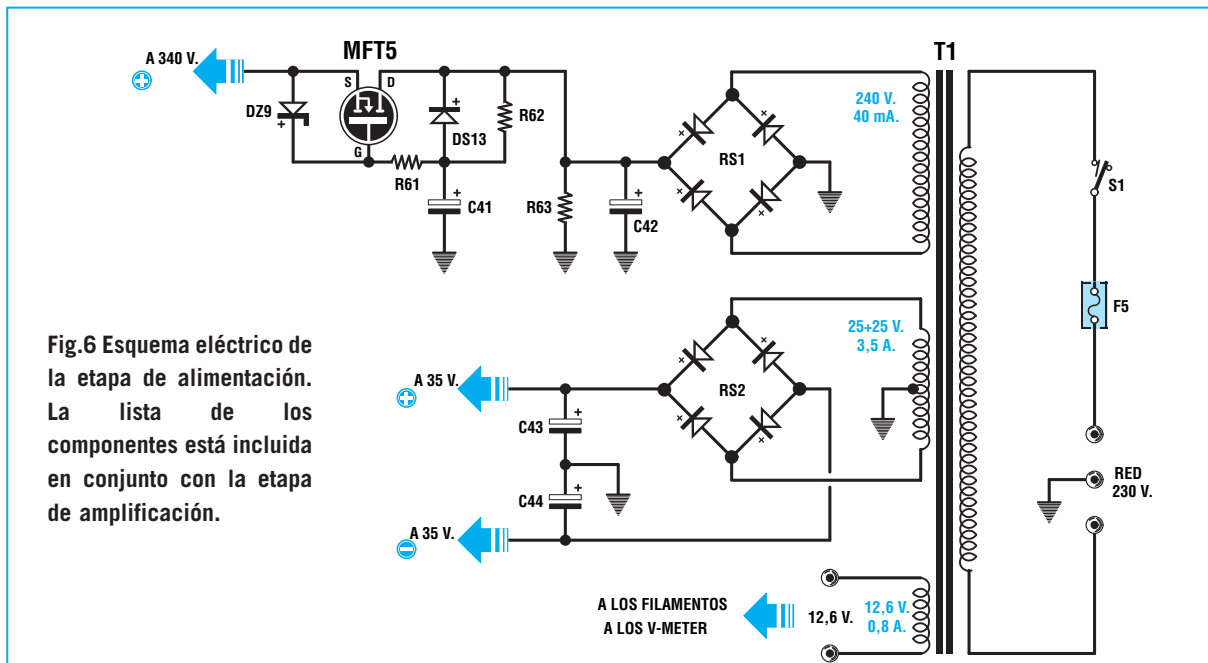 A 340 V.
MFT5
T1
S
D
DZ9
G
R61
DS13
R62
C41
R63
C42
RS1
240 V.
40 mA.
S1
F5
Fig.6 Esquema eléctrico de
la etapa de alimentación.
La lista de los
componentes está incluida
en conjunto con la etapa
de amplificación.
A 35 V.
C43
C44
A 35 V.
RS2
25+25 V.
3,5 A.
RED
230 V.
A LOS FILAMENTOS
A LOS V-METER
12,6 V.
12,6 V.
0,8 A.